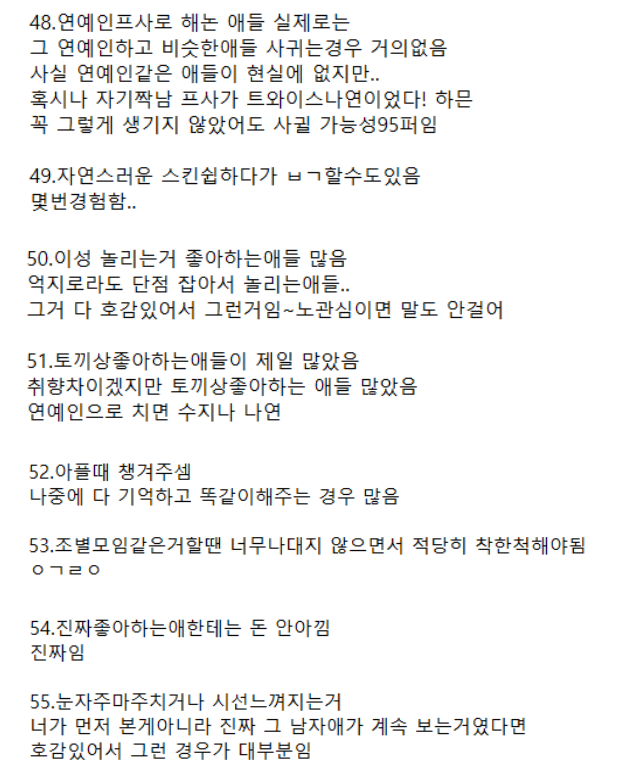 48.연예인프사로 해논 애들 실제로는
그 연예인하고 비슷한애들 사귀는경우 거의없음
사실 연예인같은 애들이 현실에 없지만..
혹시나 자기짝남 프사가 트와이스나연이었다! 하믄
꼭 그렇게 생기지 않았어도 사귈 가능성95퍼임
49.자연스러운 스킨쉽하다가 ㅂㄱ할수도있음
몇번경험함..
50.이성 놀리는거 좋아하는애들 많음
억지로라도 단점 잡아서 놀리는애들..
그거 다 호감있어서 그런거임~노관심이면 말도 안걸어
51.토끼상좋아하는애들이 제일 많았음
취향차이겠지만 토끼상좋아하는 애들 많았음
연예인으로 치면 수지나 나연
52.아플때 챙겨주셈
나중에 다 기억하고 똑같이해주는 경우 많음
53.조별모임같은거할땐 너무나대지 않으면서 적당히 착한척해야됨
ㅇㄱㄹㅇ
54.진짜좋아하는애한테는 돈 안아낌
진짜임
55.눈자주마주치거나 시선느껴지는거
너가 먼저 본게아니라 진짜 그 남자애가 계속 보는거였다면
호감있어서 그런 경우가 대부분임